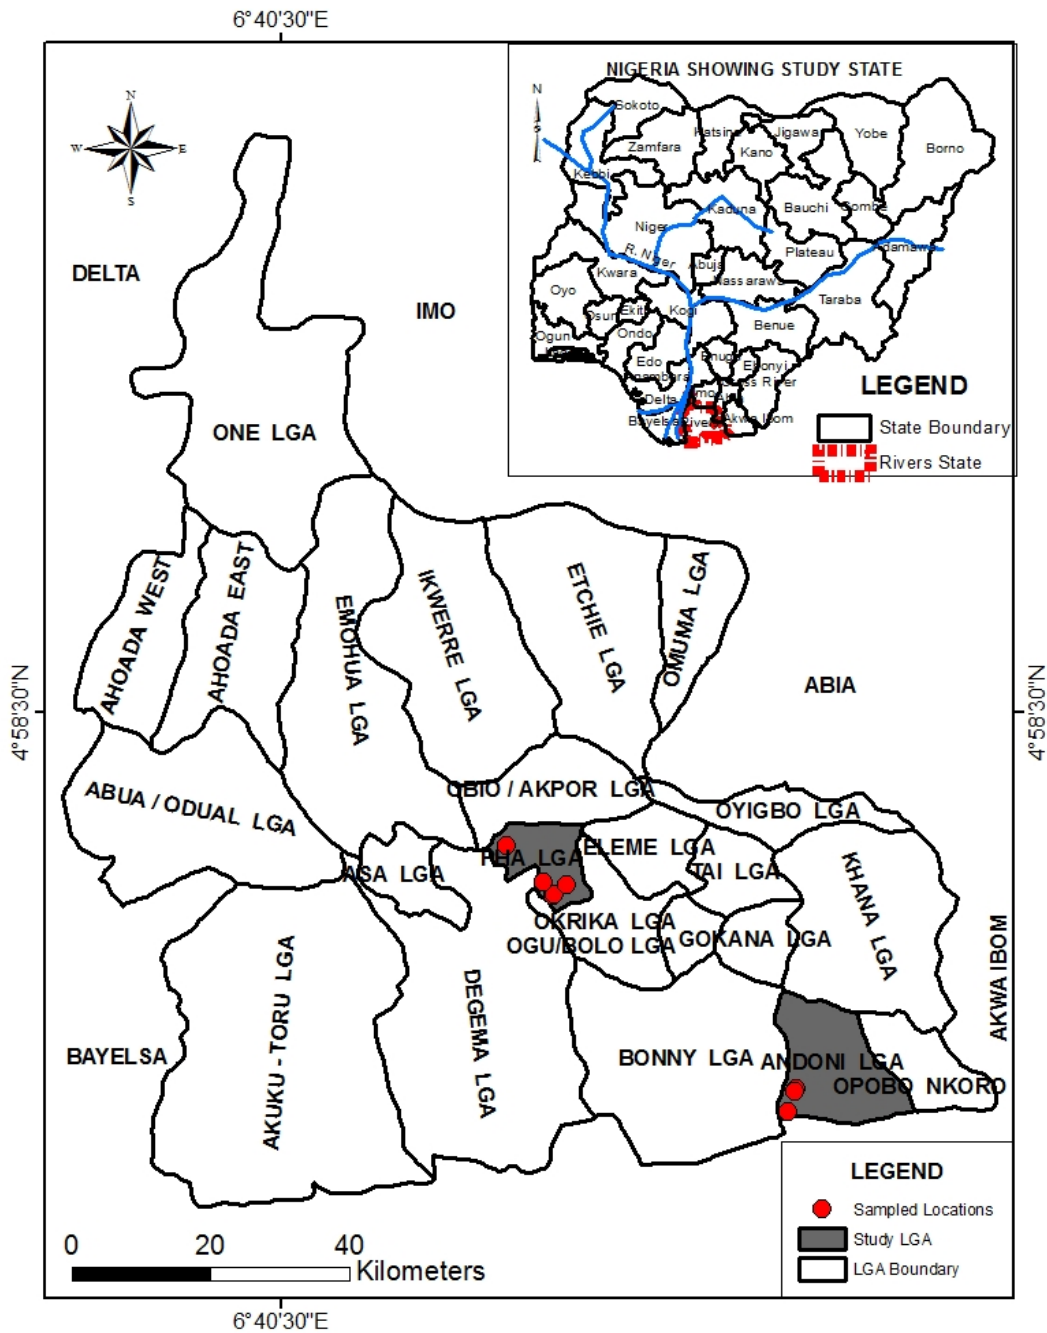 6°40'30"E
NIGERIA SHOWING STUDY STATE
N
S
Sokoto
Katsina
Jigawa
Yobe
Borno
Zamfara
Kano
Kebbi
Kaduna
Bauchi
Gombe
Niger
R. Niger
Plateau
Adamawa
Kwara
Abuja
Nassarawa
Oyo
Taraba
Osun
Ekiti
Kogi
Benue
Ogun
Ondo
Edo
Enugu
Ebonyi
Anambara
Cross River
Delta
Imo
Abia
Bayelsa
Rivers
Akwa Ibom
LEGEND
State Boundary
Rivers State
N
W
E
S
DELTA
IMO
ONE LGA
AHOADA WEST
AHOADA EAST
EMOHUA LGA
IKWERRE LGA
ETCHIE LGA
OMUMA LGA
ABIA
4°58'30"N
4°58'30"N
ABUA / ODUAL LGA
OBIO / AKPOR LGA
OYIGBO LGA
ASA LGA
PHA LGA
ELEME LGA
TAI LGA
KHANA LGA
OKRIKA LGA
OGU/BOLO LGA
GOKANA LGA
AKWA IBOM
BAYELSA
AKUKU - TORU LGA
DEGEMA LGA
BONNY LGA
ANDONI LGA
OPOBO NKORO
LEGEND
Sampled Locations
Study LGA
LGA Boundary
0 20 40
Kilometers
6°40'30"E